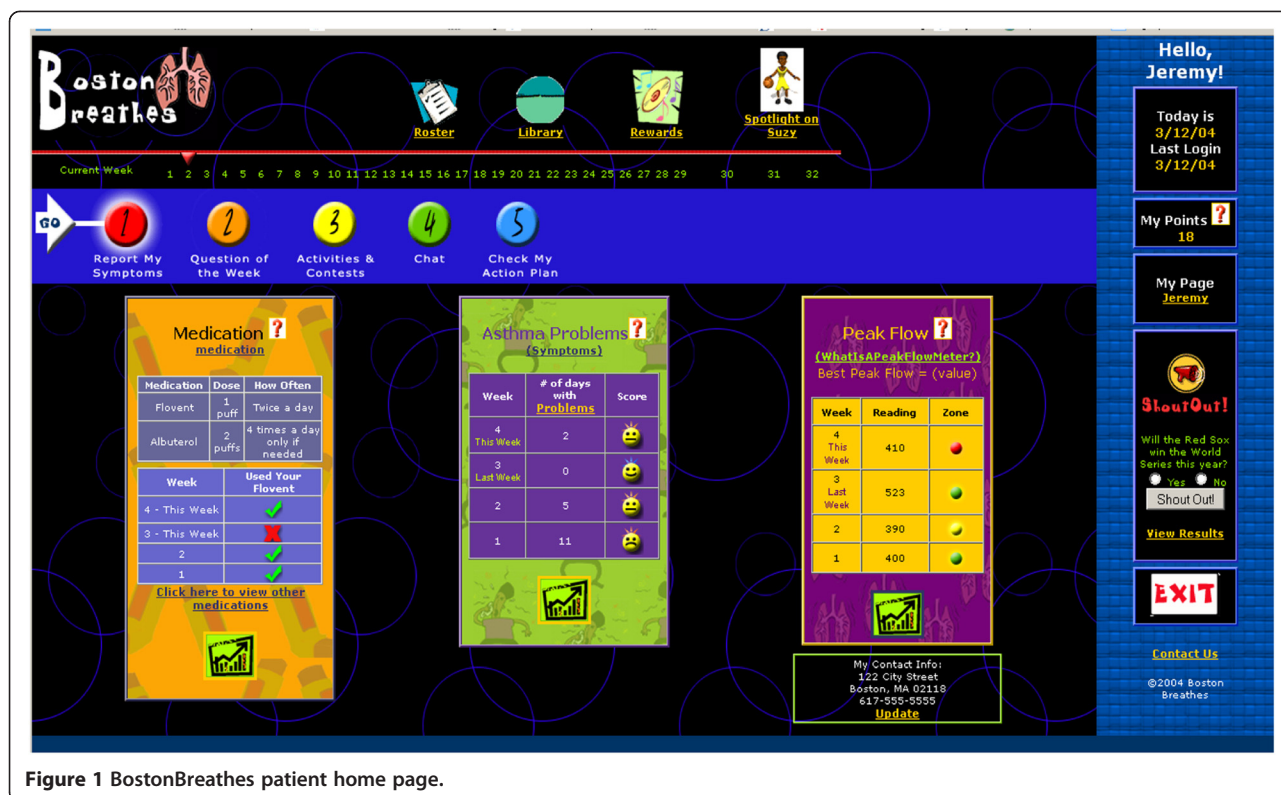 Boston
Breathes
Roster
Library
Rewards
Spotlight on
Suzy
Current Week 1 2 3 4 5 6 7 8 9 10 11 12 13 14 15 16 17 18 19 20 21 22 23 24 25 26 27 28 29 30 31 32
GO
1
2
3
4
5
Report My
Symptoms
Question of
the Week
Activities &
Contests
Chat
Check My
Action Plan
Medication ?
medication
Medication Dose How Often
Flovent 1 puff Twice a day
Albuterol 2 puffs 4 times a day only if needed
Week Used Your Flovent
4 - This Week
3 - This Week
2
1
Click here to view other
medications
Asthma Problems ?
(Symptoms)
Week # of days with Problems Score
4 This Week 2
3 Last Week 0
2 5
1 11
Peak Flow ?
(WhatIsAPeakFlowMeter?)
Best Peak Flow = (value)
Week Reading Zone
4 This Week 410
3 Last Week 523
2 390
1 400
My Contact Info:
122 City Street
Boston, MA 02118
617-555-5555
Update
Hello,
Jeremy!
Today is
3/12/04
Last Login
3/12/04
My Points ?
18
My Page
Jeremy
ShoutOut!
Will the Red Sox
win the World
Series this year?
Yes No
Shout Out!
View Results
EXIT
Contact Us
©2004 Boston
Breathes
Figure 1 BostonBreathes patient home page.